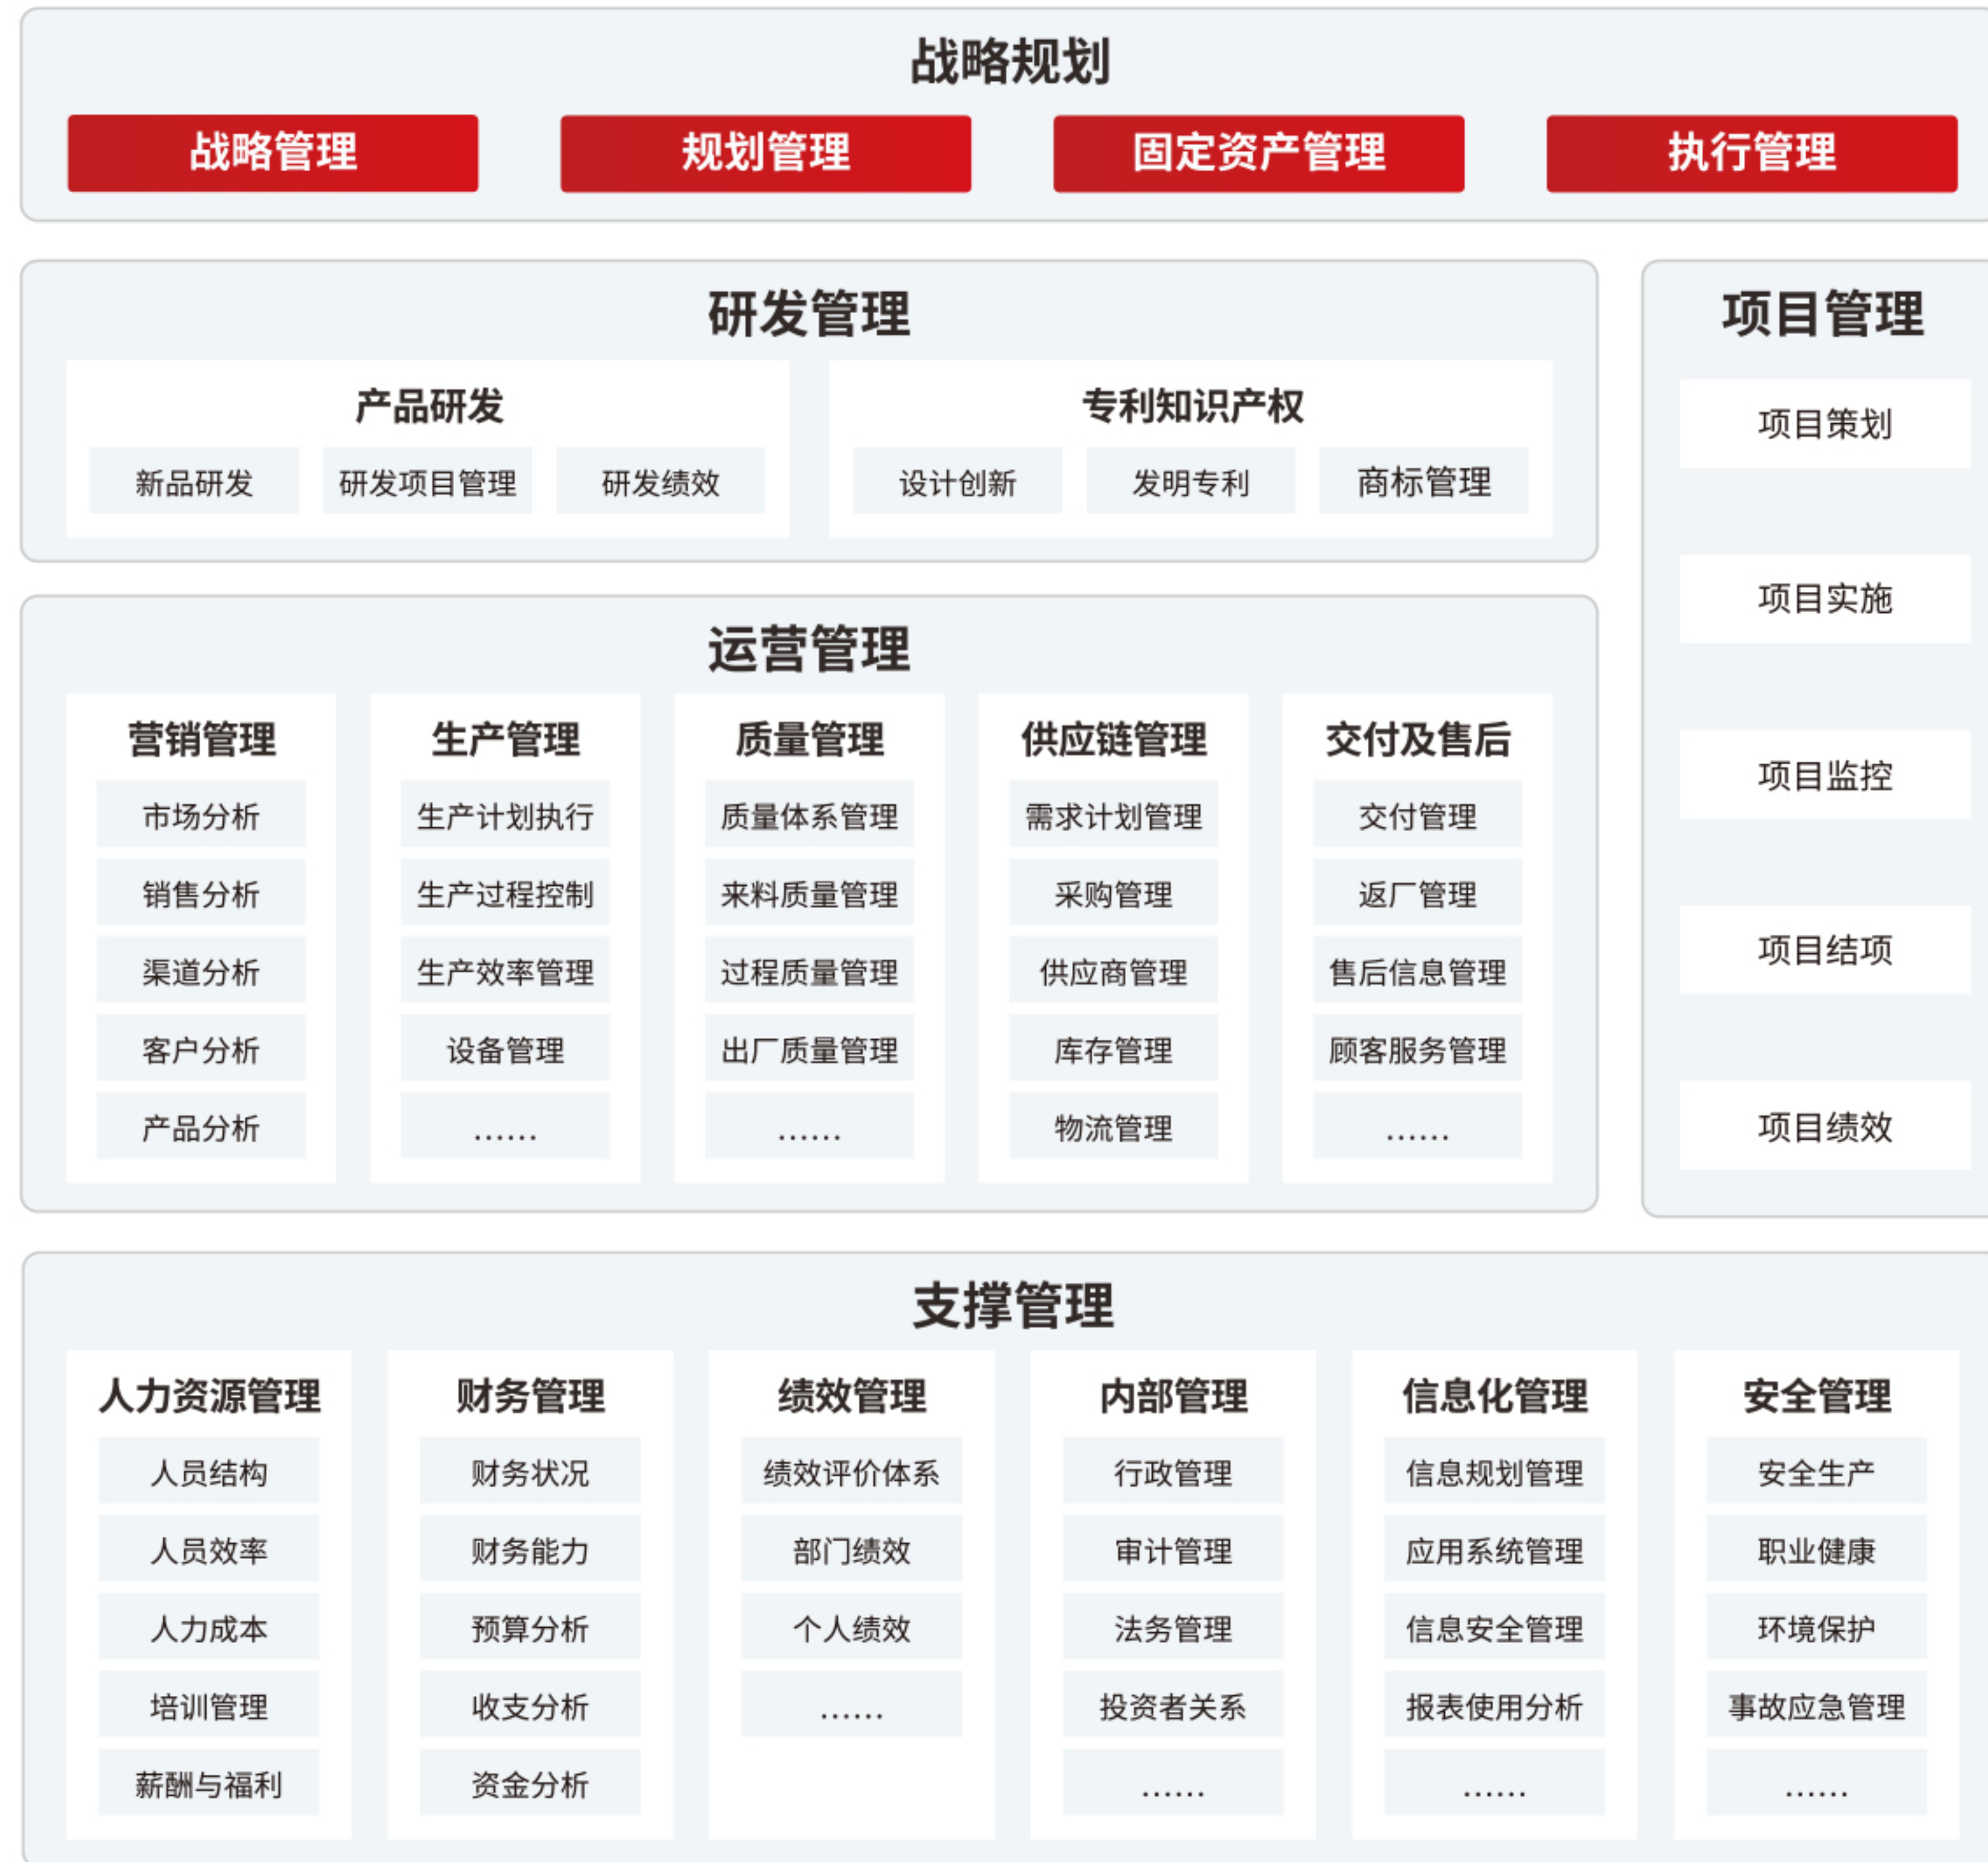 战略规划
战略管理
规划管理
固定资产管理
执行管理
研发管理
产品研发
新品研发
研发项目管理
研发绩效
专利知识产权
设计创新
发明专利
商标管理
运营管理
营销管理
市场分析
销售分析
渠道分析
客户分析
产品分析
生产管理
生产计划执行
生产过程控制
生产效率管理
设备管理
……
质量管理
质量体系管理
来料质量管理
过程质量管理
出厂质量管理
……
供应链管理
需求计划管理
采购管理
供应商管理
库存管理
物流管理
交付及售后
交付管理
返厂管理
售后信息管理
顾客服务管理
……
项目管理
项目策划
项目实施
项目监控
项目结项
项目绩效
支撑管理
人力资源管理
人员结构
人员效率
人力成本
培训管理
薪酬与福利
财务管理
财务状况
财务能力
预算分析
收支分析
资金分析
绩效管理
绩效评价体系
部门绩效
个人绩效
……
内部管理
行政管理
审计管理
法务管理
投资者关系
……
信息化管理
信息规划管理
应用系统管理
信息安全管理
报表使用分析
……
安全管理
安全生产
职业健康
环境保护
事故应急管理
……